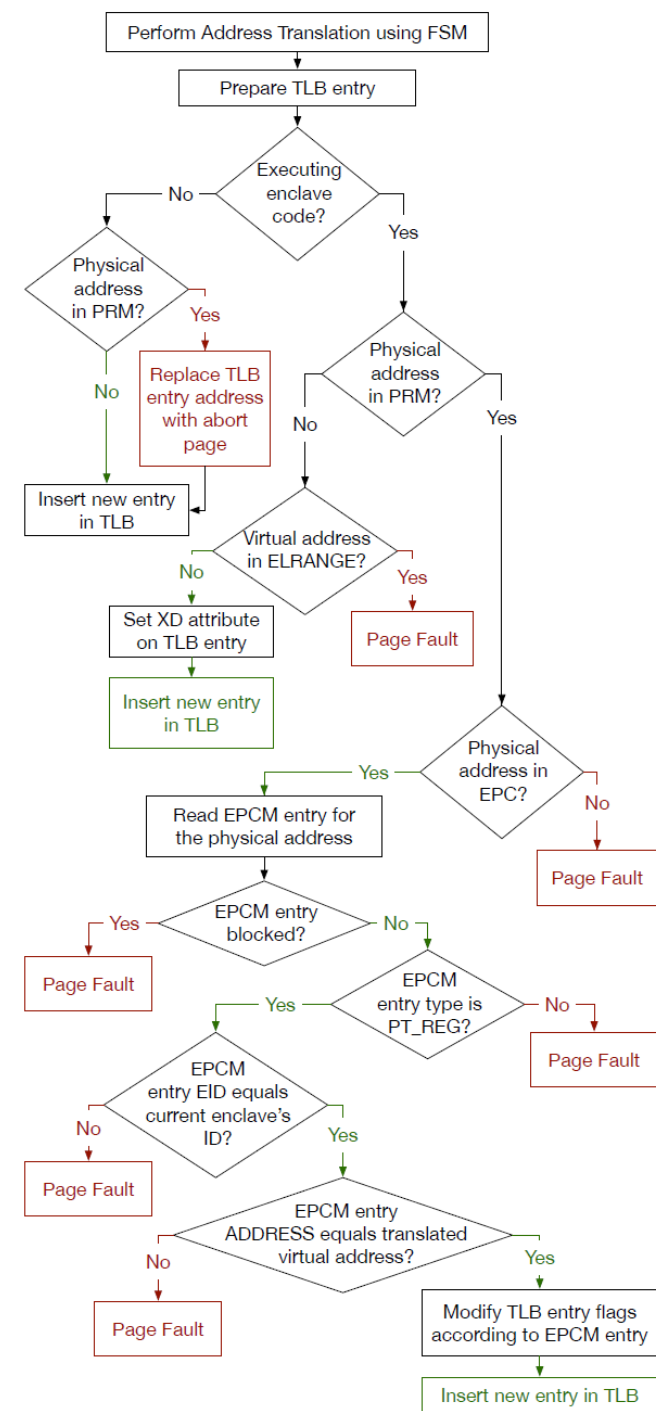 Perform Address Translation using FSM
Prepare TLB entry
Executing
enclave
code?
No
Yes
Physical
address
in PRM?
Yes
No
Replace TLB
entry address
with abort
page
Insert new entry
in TLB
Physical
address
in PRM?
No
Yes
Virtual address
in ELRANGE?
No
Yes
Set XD attribute
on TLB entry
Page Fault
Insert new entry
in TLB
Physical
address in
EPC?
Yes
No
Read EPCM entry for
the physical address
Page Fault
EPCM entry
blocked?
Yes
No
Page Fault
EPCM
entry type is
PT_REG?
Yes
No
Page Fault
EPCM
entry EID equals
current enclave's
ID?
No
Yes
Page Fault
EPCM entry
ADDRESS equals translated
virtual address?
No
Yes
Page Fault
Modify TLB entry flags
according to EPCM entry
Insert new entry in TLB